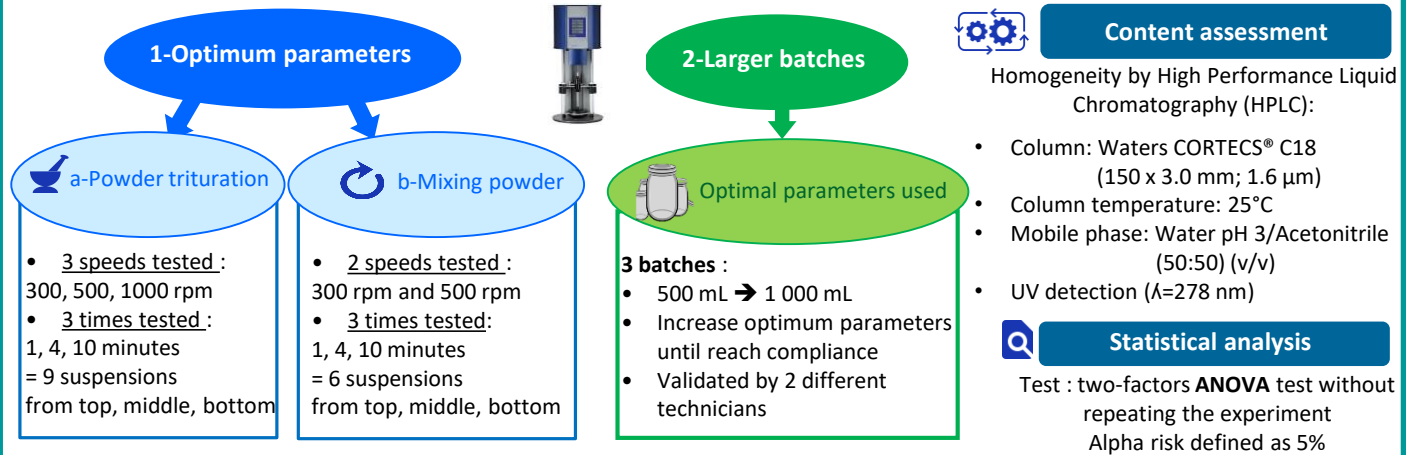 1-Optimum parameters
a-Powder trituration
• 3 speeds tested :
300, 500, 1000 rpm
• 3 times tested :
1, 4, 10 minutes
= 9 suspensions
from top, middle, bottom
b-Mixing powder
• 2 speeds tested :
300 rpm and 500 rpm
• 3 times tested:
1, 4, 10 minutes
= 6 suspensions
from top, middle, bottom
2-Larger batches
Optimal parameters used
3 batches :
• 500 mL ➔ 1 000 mL
• Increase optimum parameters
until reach compliance
• Validated by 2 different
technicians
Content assessment
Homogeneity by High Performance Liquid
Chromatography (HPLC):
• Column: Waters CORTECS® C18
(150 x 3.0 mm; 1.6 µm)
• Column temperature: 25°C
• Mobile phase: Water pH 3/Acetonitrile
(50:50) (v/v)
• UV detection (ʎ=278 nm)
Statistical analysis
Test : two-factors ANOVA test without
repeating the experiment
Alpha risk defined as 5%